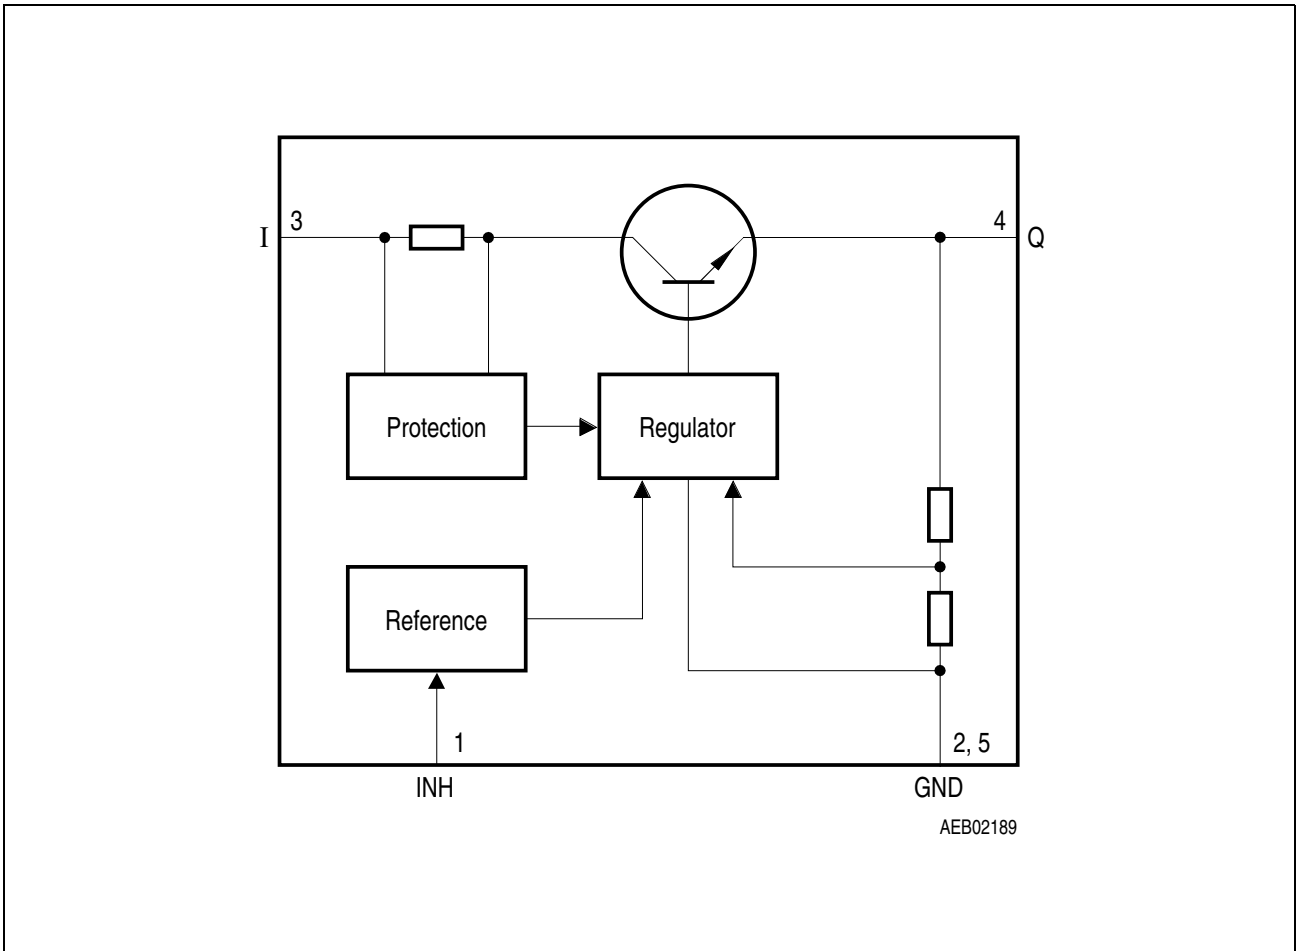 3
I
4
Q
Protection
Regulator
Reference
1
2, 5
INH
GND
AEB02189